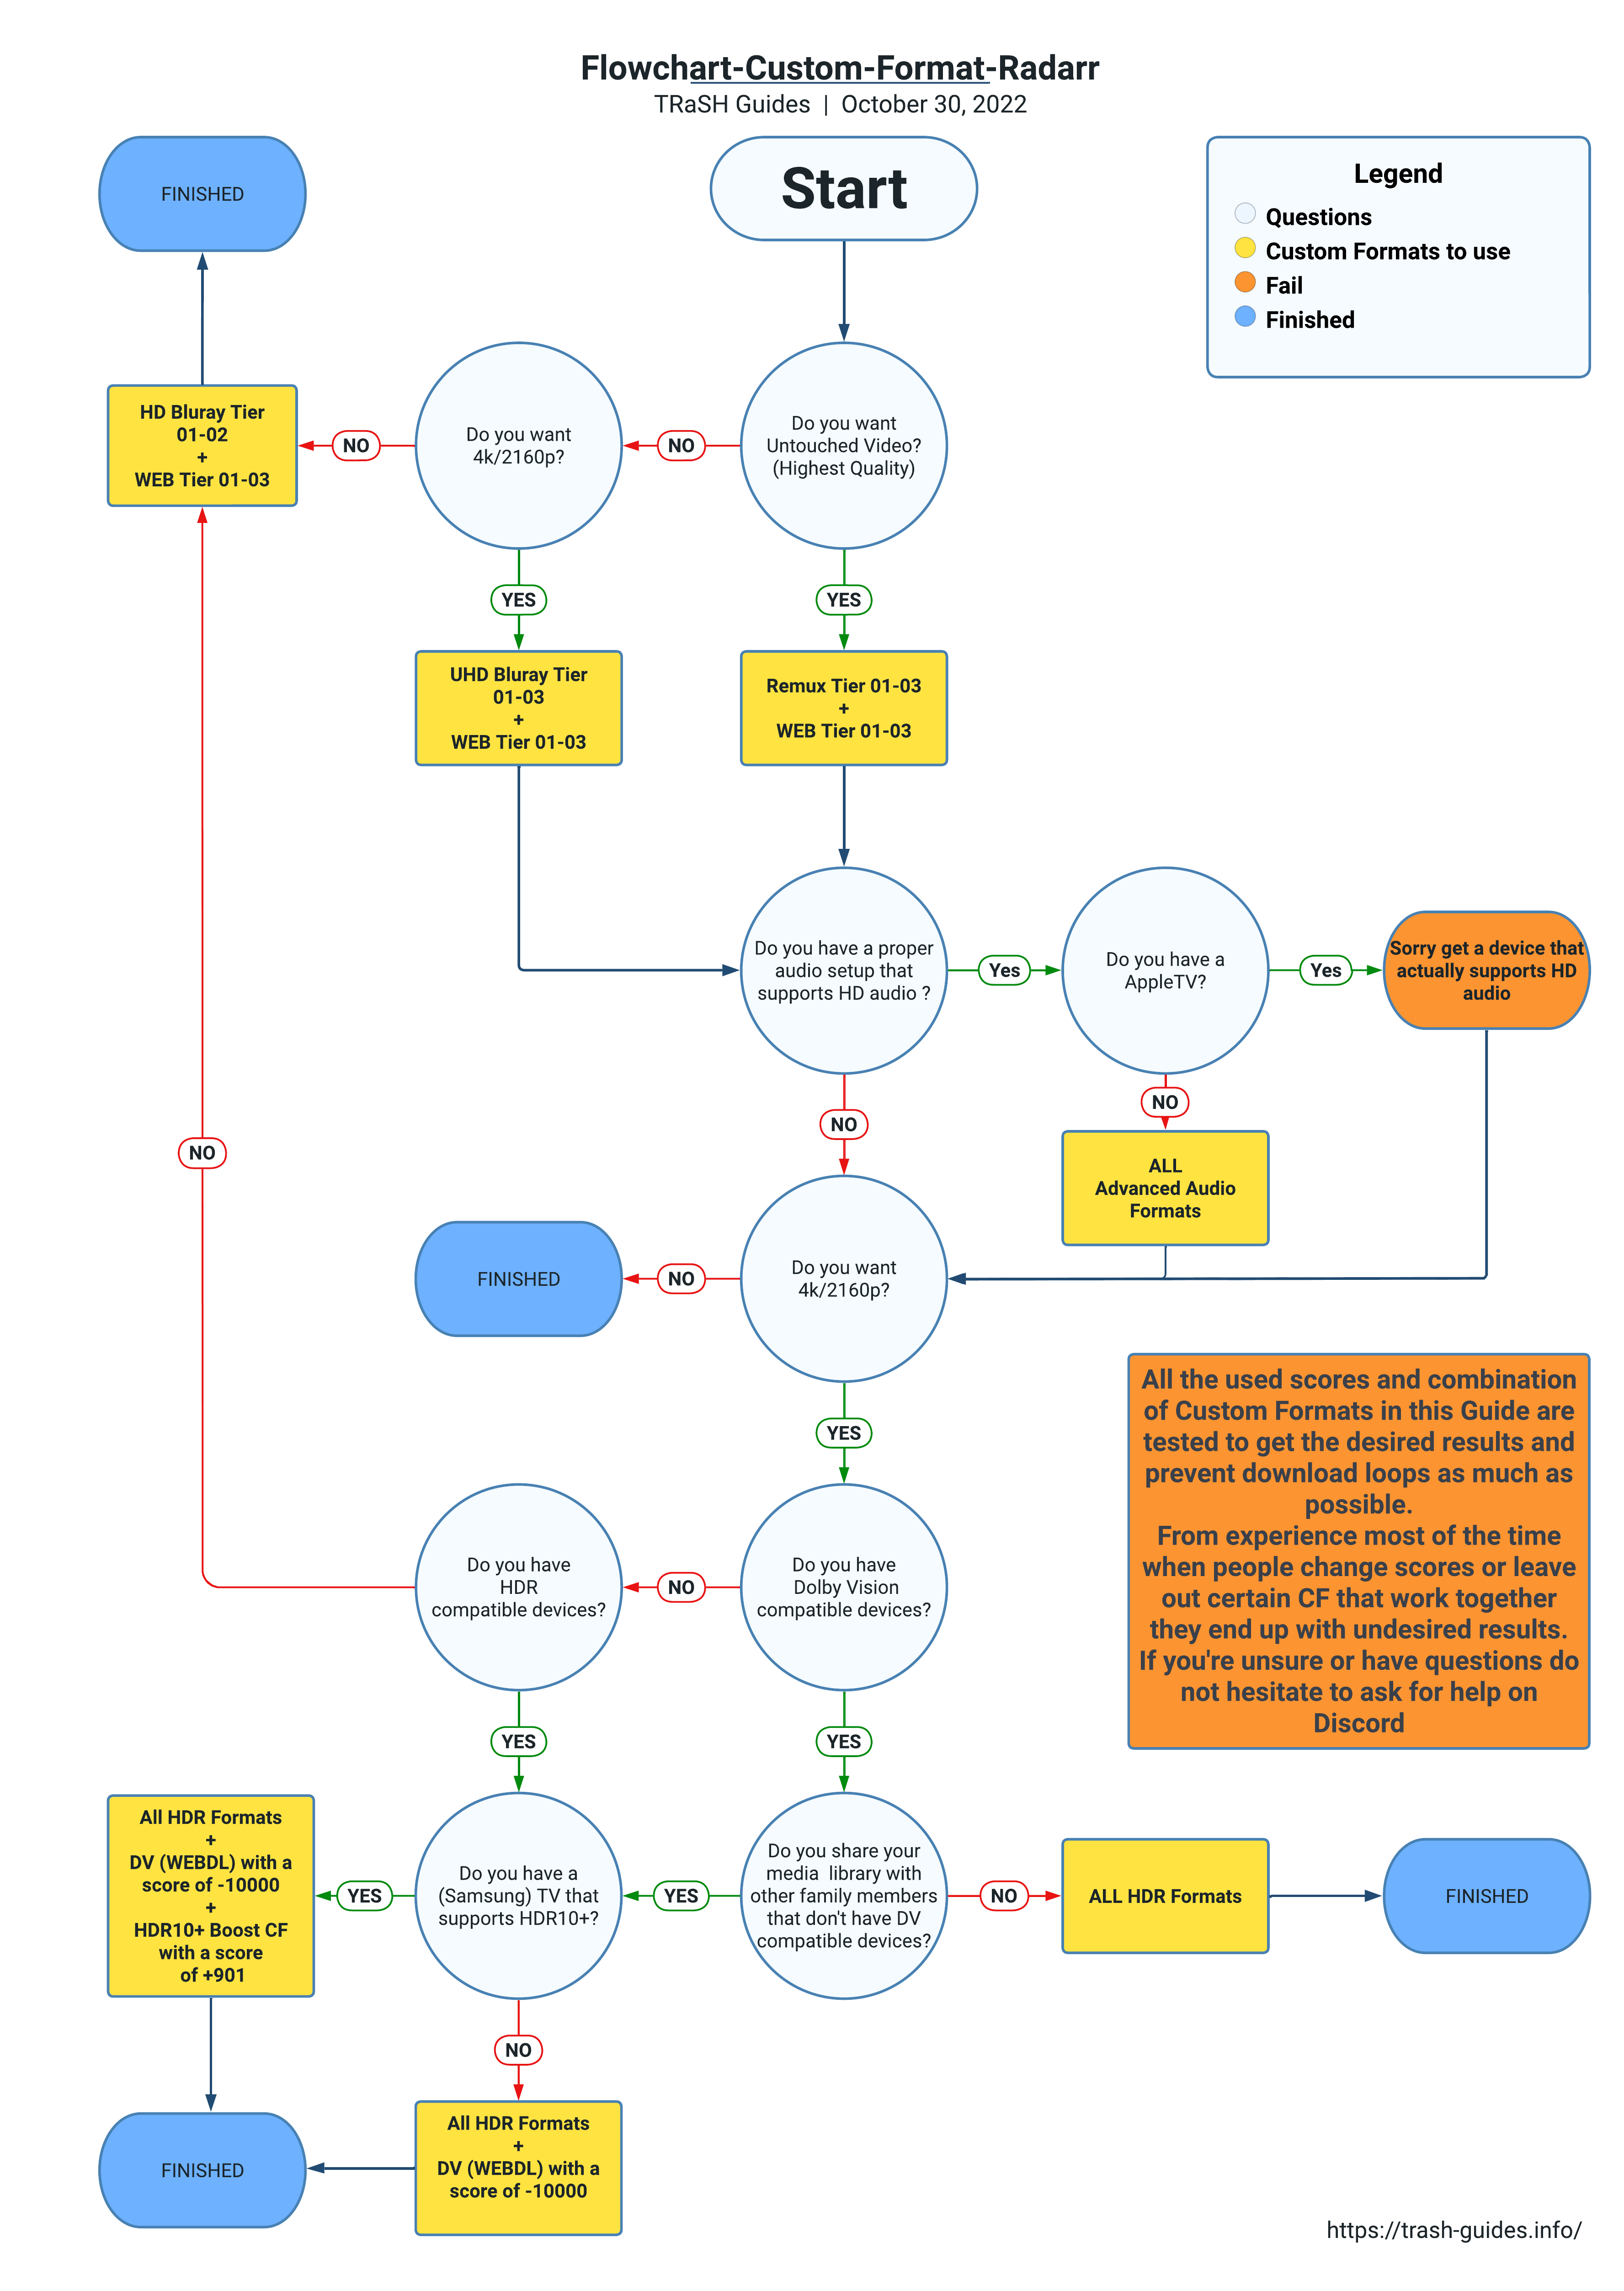 Flowchart-Custom-Format-Radarr
TRaSH Guides | October 30, 2022
FINISHED
Start
Legend
Questions
Custom Formats to use
Fail
Finished
HD Bluray Tier
01-02
+
WEB Tier 01-03
NO
Do you want
4k/2160p?
NO
Do you want
Untouched Video?
(Highest Quality)
YES
YES
UHD Bluray Tier
01-03
+
WEB Tier 01-03
Remux Tier 01-03
+
WEB Tier 01-03
Do you have a proper
audio setup that
supports HD audio ?
Yes
Do you have a
AppleTV?
Yes
Sorry get a device that
actually supports HD
audio
NO
NO
NO
ALL
Advanced Audio
Formats
FINISHED
NO
Do you want
4k/2160p?
All the used scores and combination
of Custom Formats in this Guide are
tested to get the desired results and
prevent download loops as much as
possible.
From experience most of the time
when people change scores or leave
out certain CF that work together
they end up with undesired results.
If you're unsure or have questions do
not hesitate to ask for help on
Discord
YES
Do you have
HDR
compatible devices?
NO
Do you have
Dolby Vision
compatible devices?
YES
YES
All HDR Formats
+
DV (WEBDL) with a
score of -10000
+
HDR10+ Boost CF
with a score
of +901
YES
Do you have a
(Samsung) TV that
supports HDR10+?
YES
Do you share your
media library with
other family members
that don't have DV
compatible devices?
NO
ALL HDR Formats
FINISHED
NO
FINISHED
All HDR Formats
+
DV (WEBDL) with a
score of -10000
https://trash-guides.info/